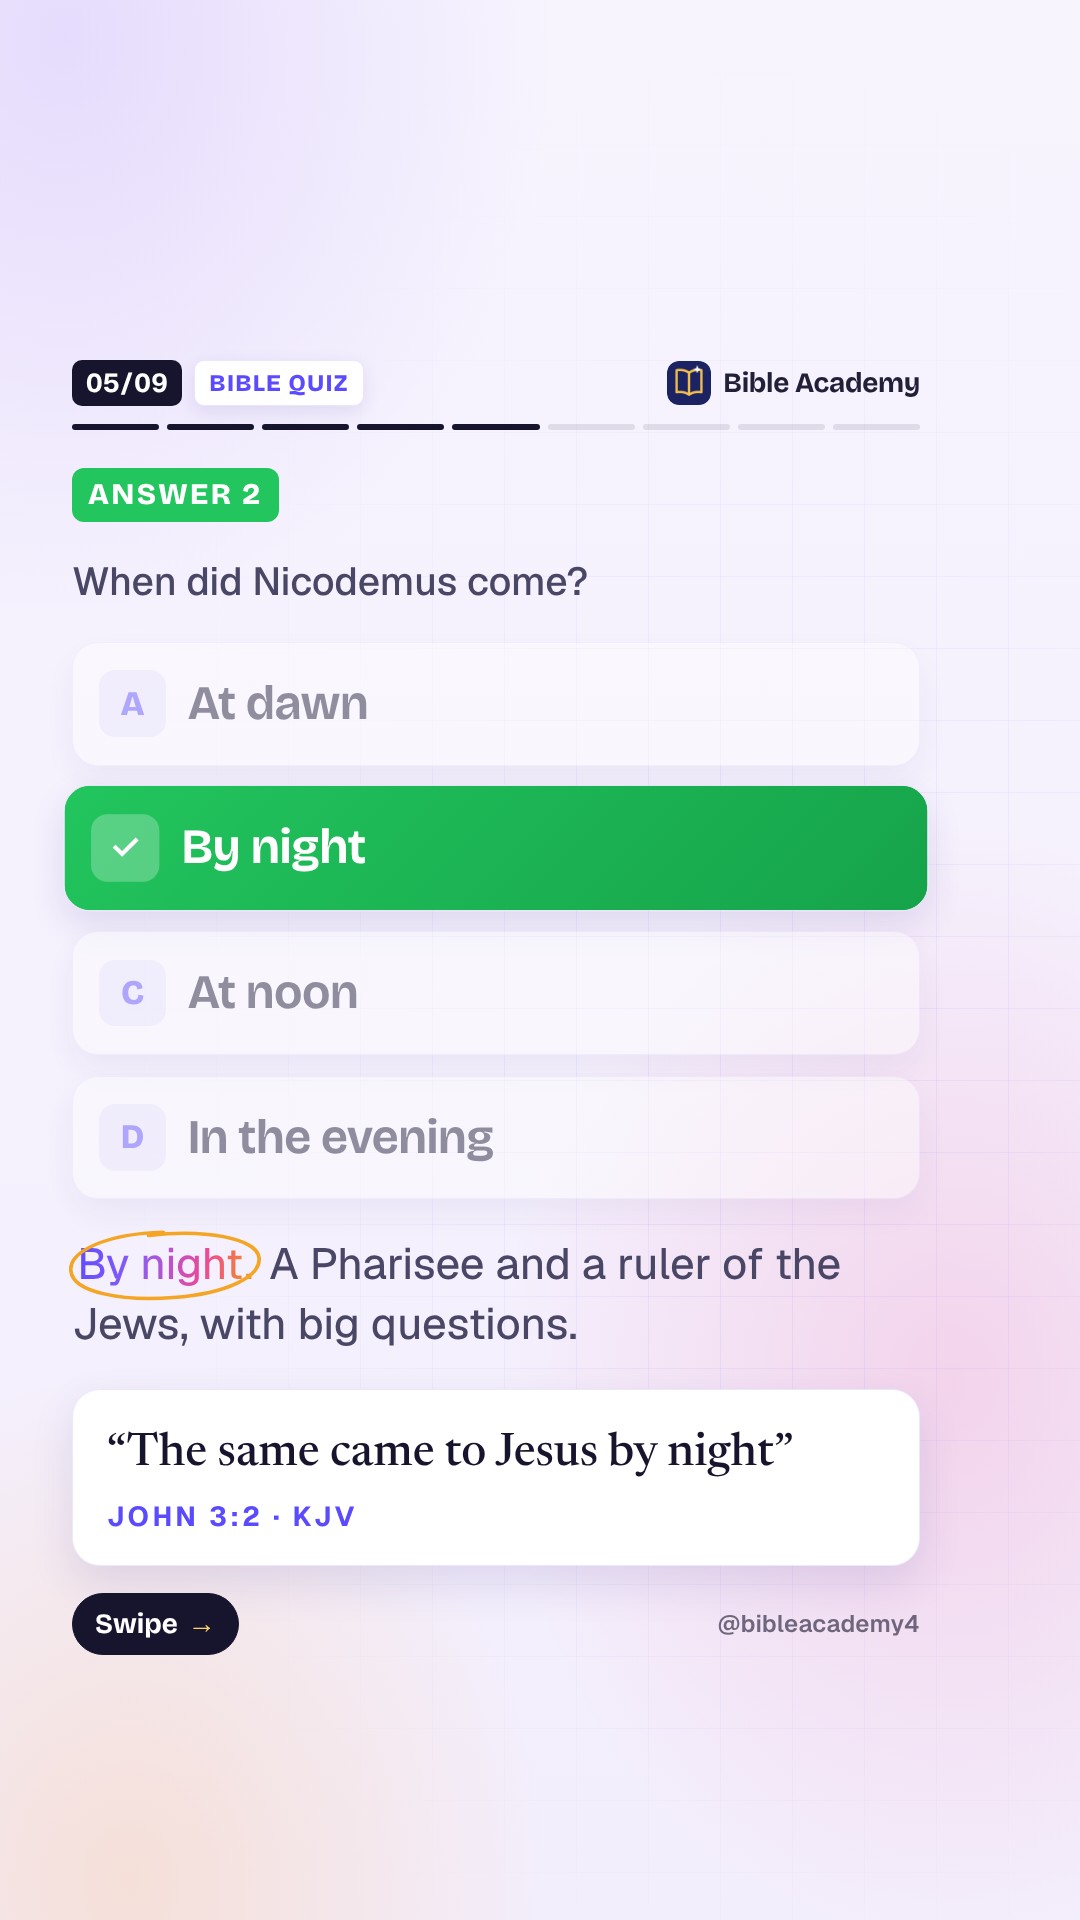 05/09 BIBLE QUIZ Bible Academy
ANSWER 2
When did Nicodemus come?
A At dawn
By night
C At noon
D In the evening
By night. A Pharisee and a ruler of the
Jews, with big questions.
“The same came to Jesus by night”
JOHN 3:2 · KJV
Swipe → @bibleacademy4